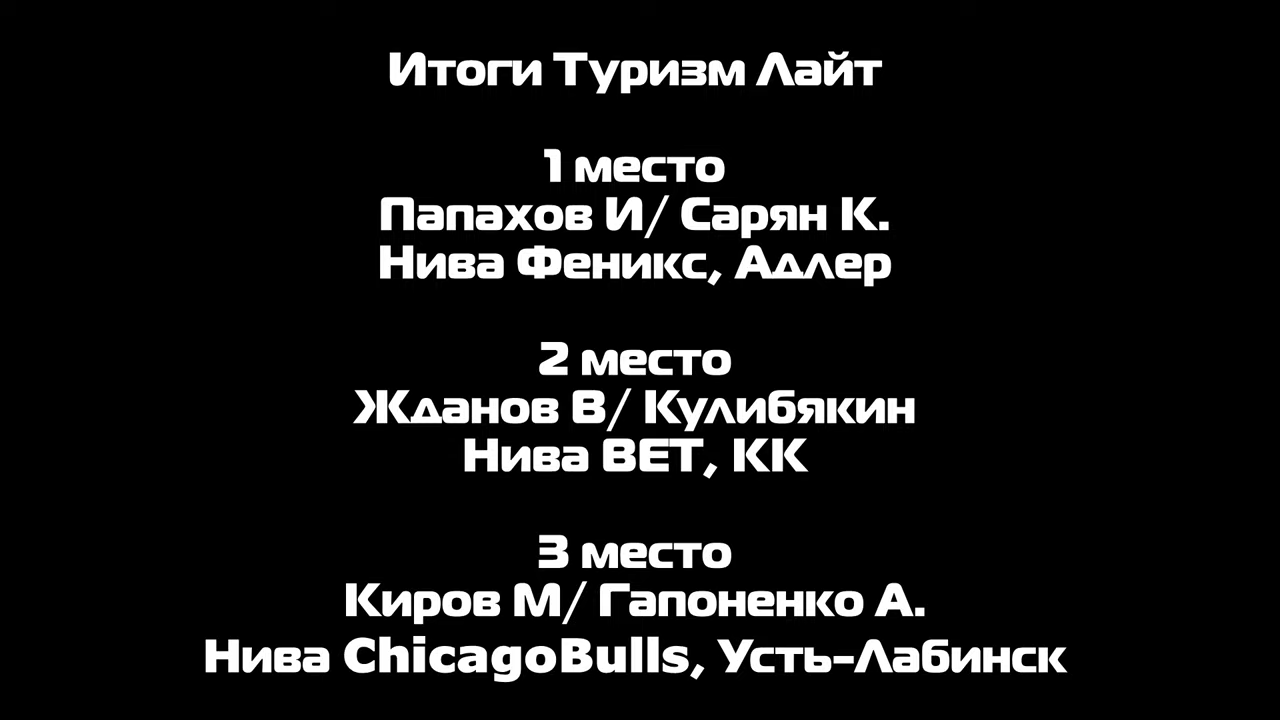 Итоги Туризм Лайт
1 место
Папахов И/ Сарян К.
Нива Феникс, Адлер
2 место
Жданов В/ Кулибякин
Нива ВЕТ, КК
3 место
Киров М/ Гапоненко А.
Нива ChicagoBulls, Усть-Лабинск